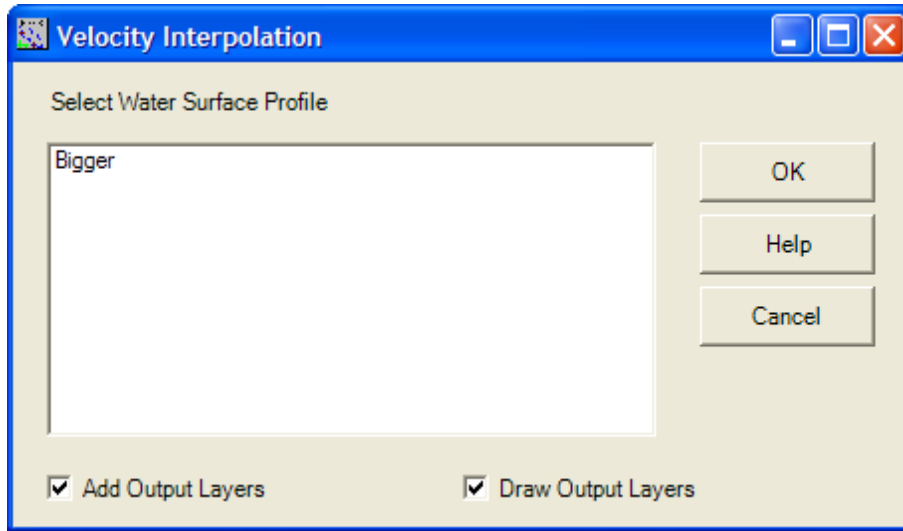 Velocity Interpolation
Select Water Surface Profile
Bigger
OK
Help
Cancel
Add Output Layers
Draw Output Layers